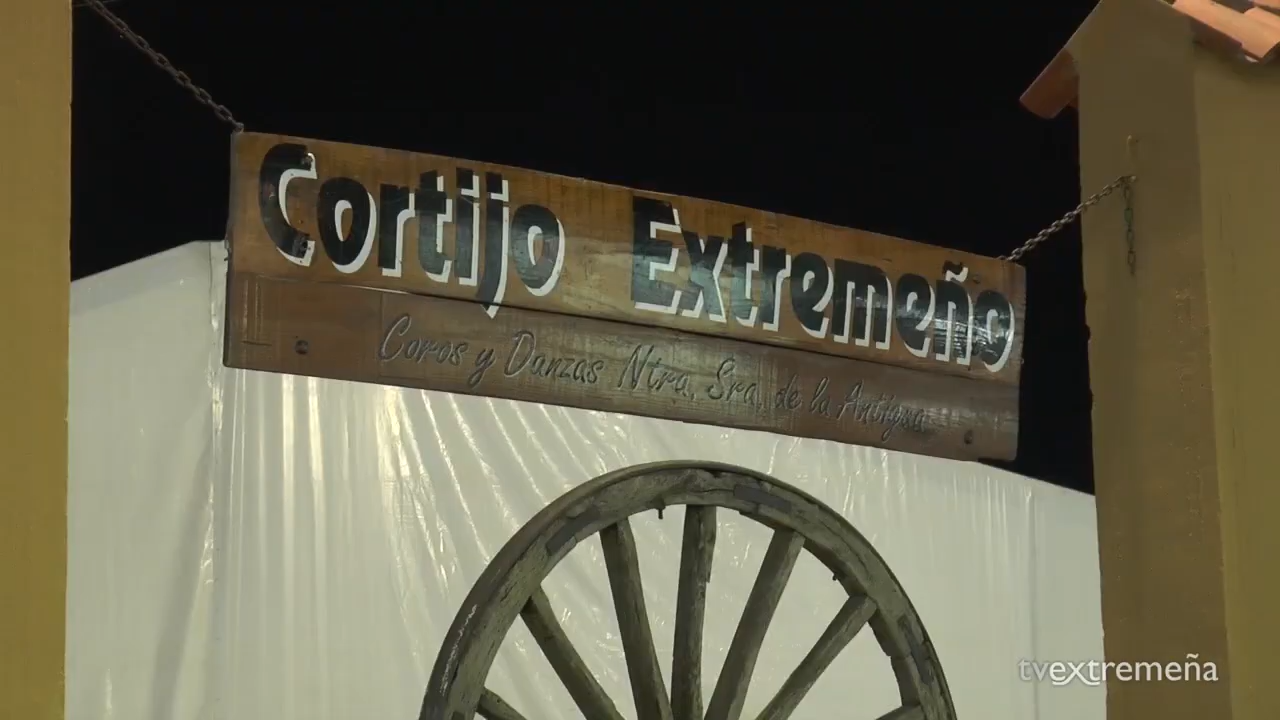 Cortijo Extremeño
Coros y Danzas Ntra. Sra. de la Antigua
tvextremeña